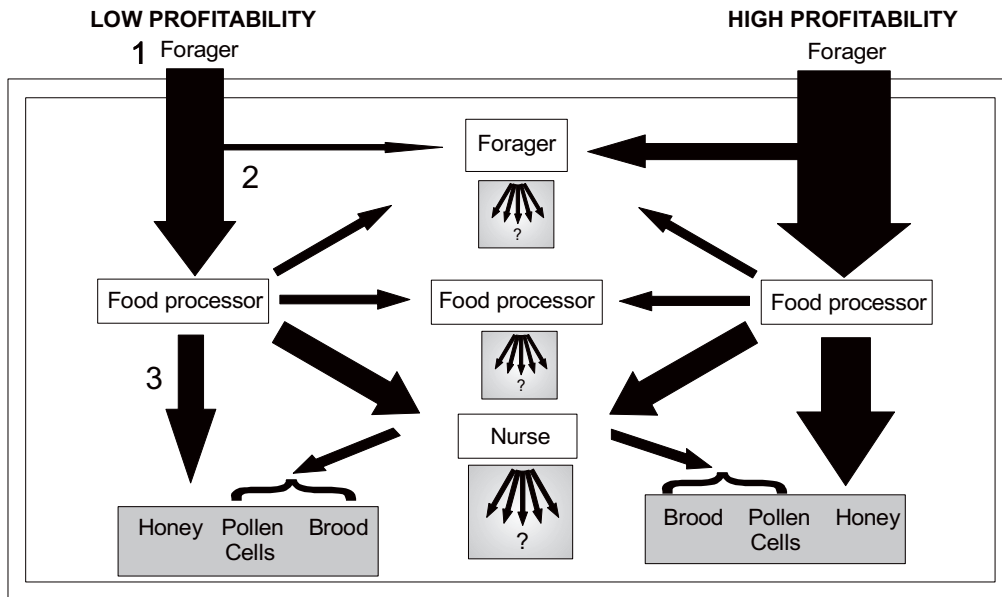 LOW PROFITABILITY
HIGH PROFITABILITY
1 Forager
Forager
Forager
2
?
Food processor
Food processor
Food processor
3
?
Nurse
Honey Pollen Brood
Cells
?
Brood Pollen Honey
Cells